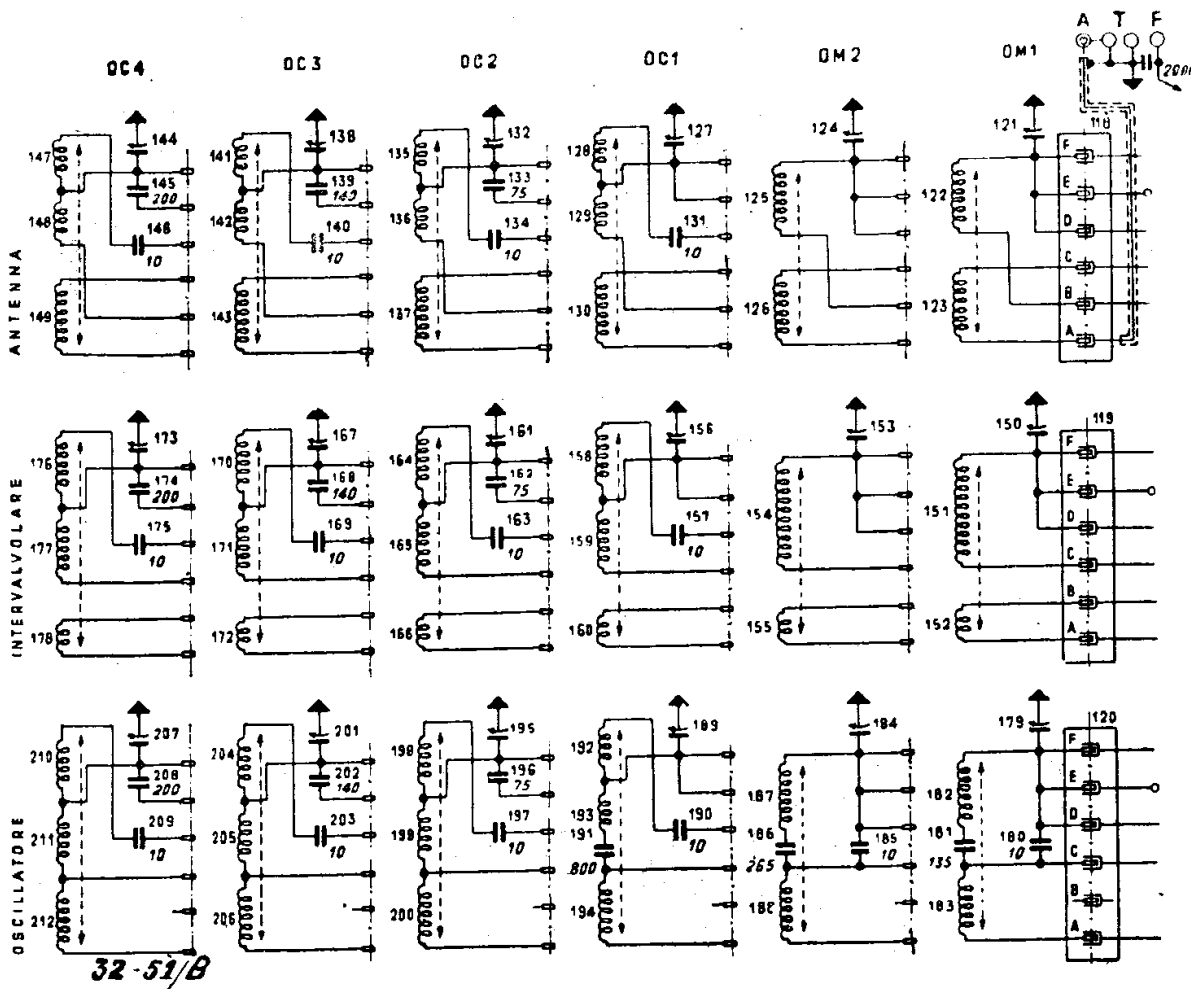 A T F
OC4 OC3 OC2 OC1 OM2 OM1
2000
ANTENNA
144 138 132 127 124 121 118
147 141 135 128 F
145 139 133
200 140 75
125 122 E
148 142 136 129
146 140 134 131 D
10 10 10 10
C
149 143 137 130 126 123 B
A
INTERVALVOLARE
173 167 161 156 153 150 119
176 170 164 158 F
174 168 162
200 140 75
154 151 E
175 169 163 157 D
10 10 10 10
177 171 165 159 C
B
178 172 166 160 155 152 A
OSCILLATORE
207 201 195 189 184 179 120
210 204 198 192 F
208 202 196
200 140 75
187 182 E
193
209 203 197 190 D
10 10 10 10
211 205 199 191 186 185 181 180
800 265 10 135 10 C
212 206 200 194 188 183 B
A
32-51/B